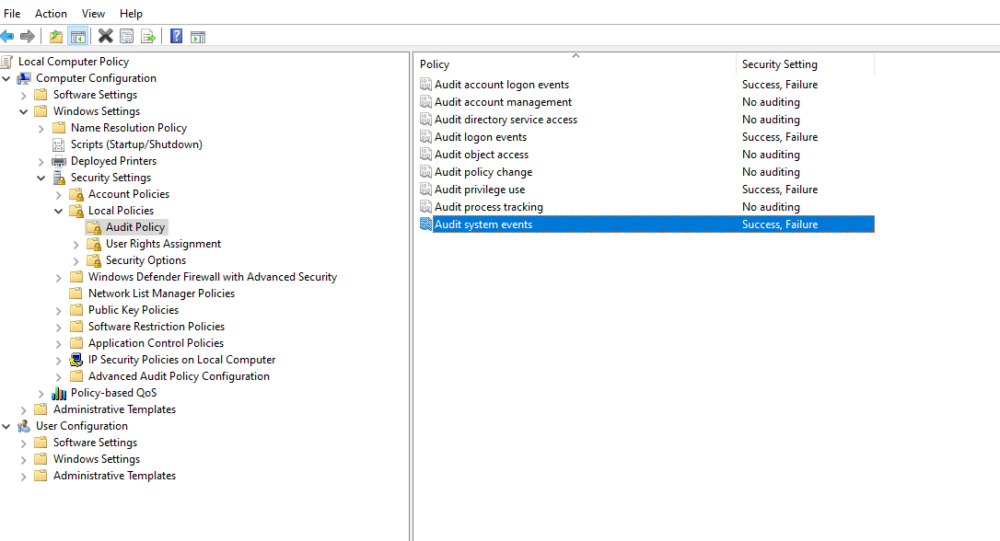 File Action View Help
Local Computer Policy
Computer Configuration
Software Settings
Windows Settings
Name Resolution Policy
Scripts (Startup/Shutdown)
Deployed Printers
Security Settings
Account Policies
Local Policies
Audit Policy
User Rights Assignment
Security Options
Windows Defender Firewall with Advanced Security
Network List Manager Policies
Public Key Policies
Software Restriction Policies
Application Control Policies
IP Security Policies on Local Computer
Advanced Audit Policy Configuration
Policy-based QoS
Administrative Templates
User Configuration
Software Settings
Windows Settings
Administrative Templates
Policy Security Setting
Audit account logon events Success, Failure
Audit account management No auditing
Audit directory service access No auditing
Audit logon events Success, Failure
Audit object access No auditing
Audit policy change No auditing
Audit privilege use Success, Failure
Audit process tracking No auditing
Audit system events Success, Failure